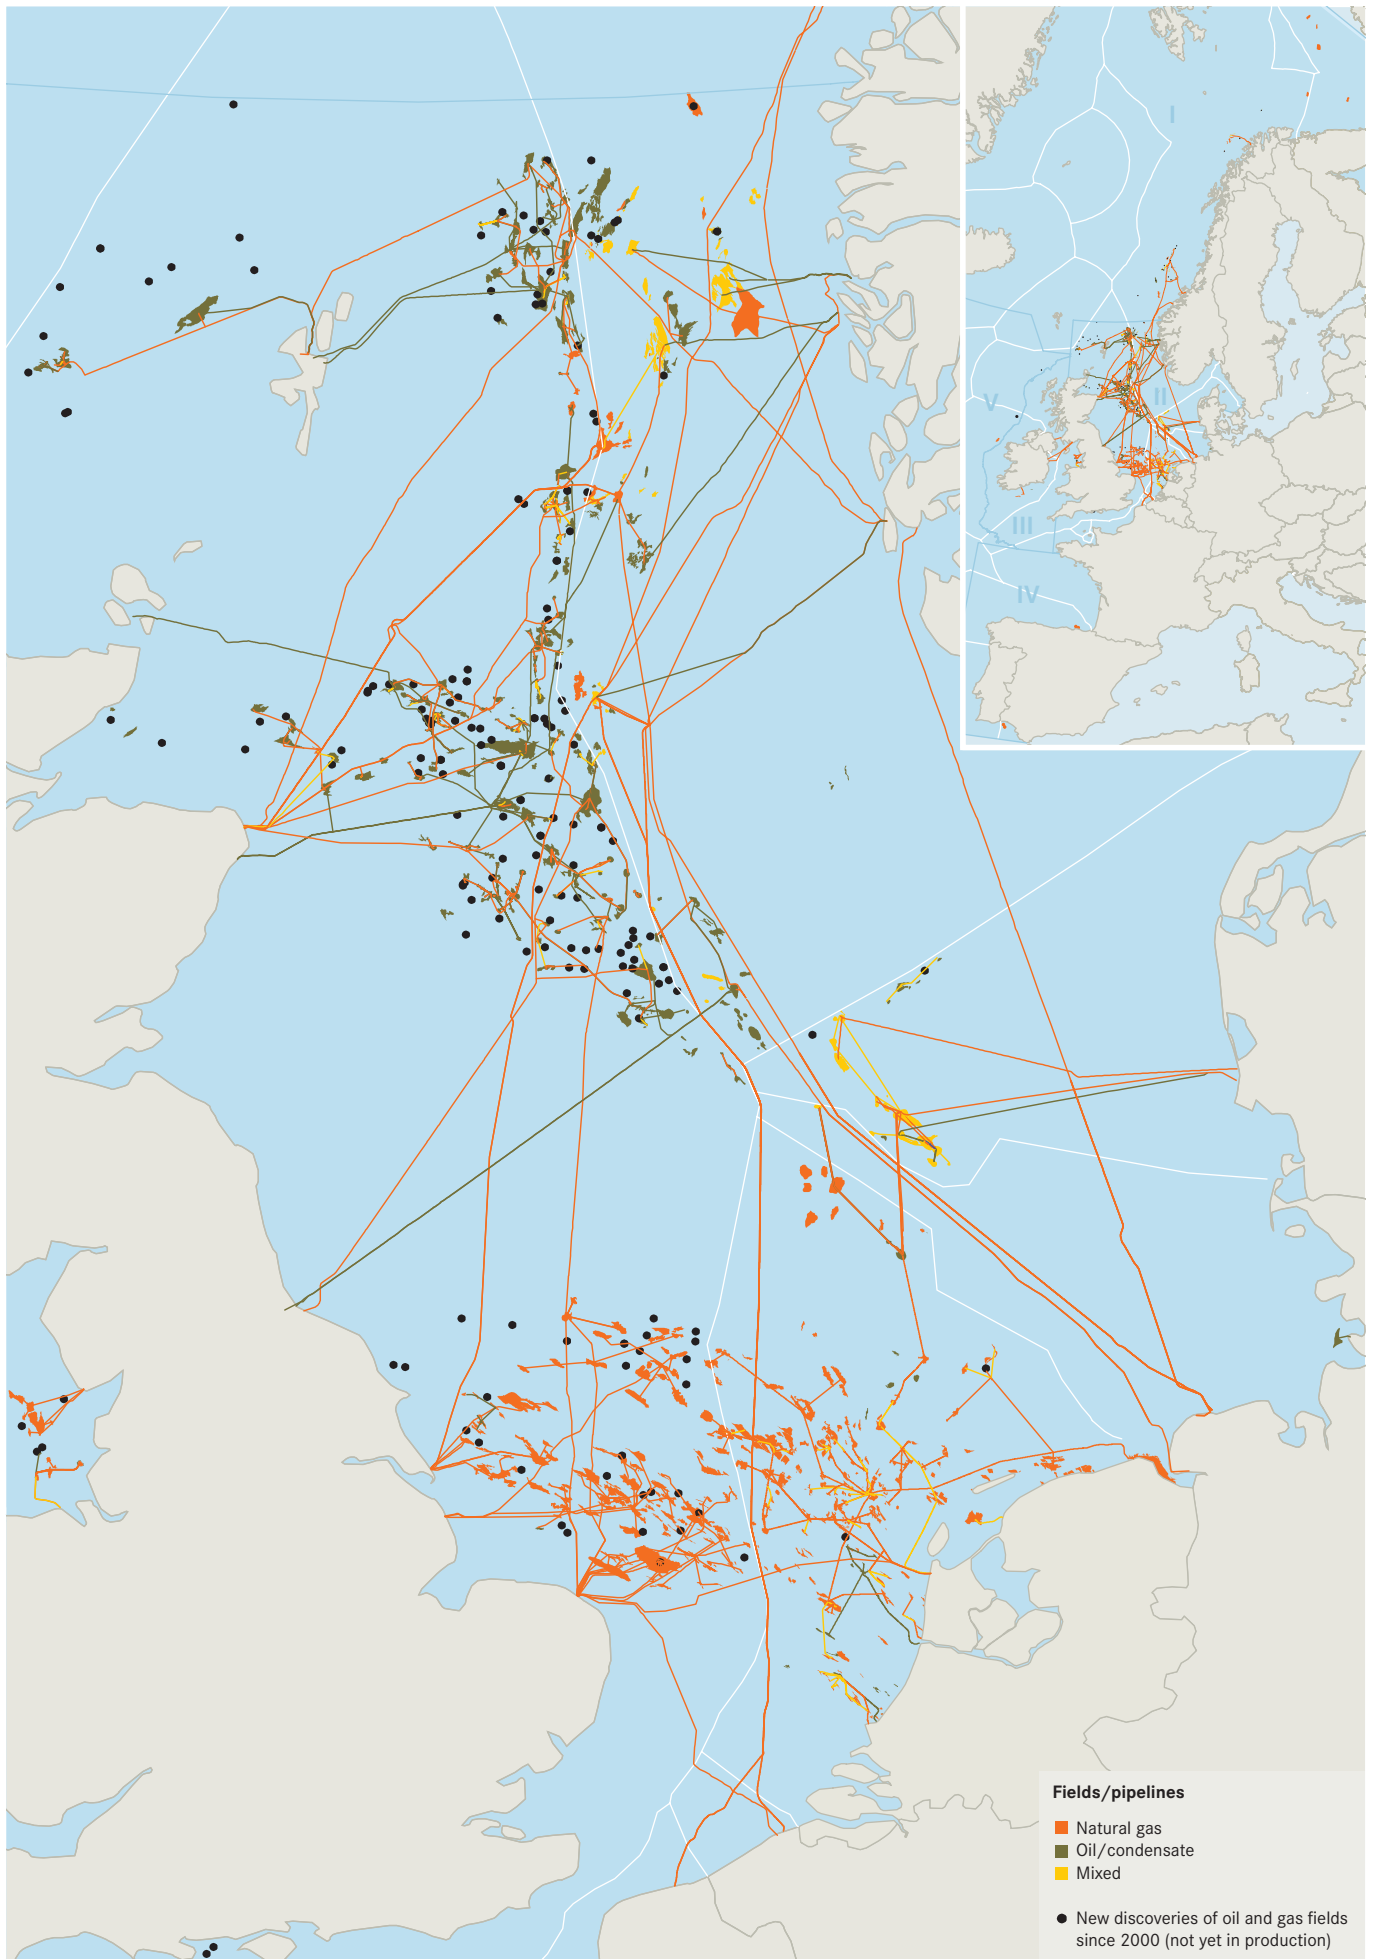 I
II
V
III
IV
Fields/pipelines
Natural gas
Oil/condensate
Mixed
New discoveries of oil and gas fields
since 2000 (not yet in production)